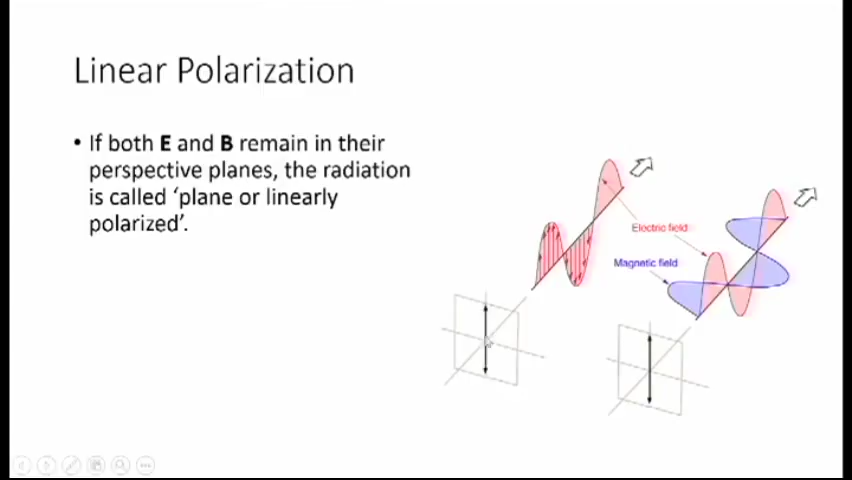 Linear Polarization
• If both E and B remain in their
perspective planes, the radiation
is called ‘plane or linearly
polarized’.
Electric field
Magnetic field